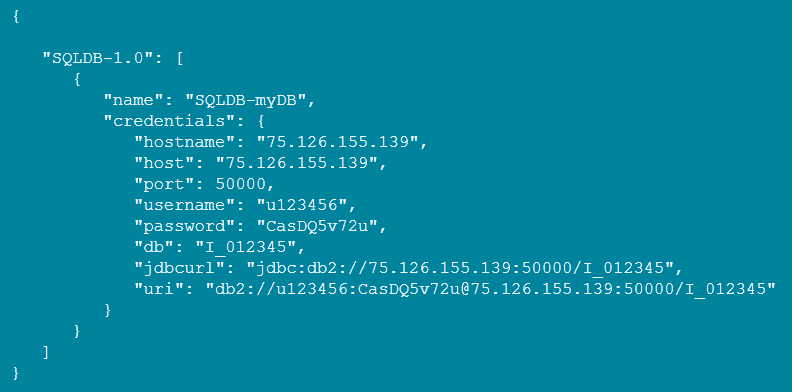 {
"SQLDB-1.0": [
{
"name": "SQLDB-myDB",
"credentials": {
"hostname": "75.126.155.139",
"host": "75.126.155.139",
"port": 50000,
"username": "u123456",
"password": "CasDQ5v72u",
"db": "I_012345",
"jdbcurl": "jdbc:db2://75.126.155.139:50000/I_012345",
"uri": "db2://u123456:CasDQ5v72u@75.126.155.139:50000/I_012345"
}
}
]
}